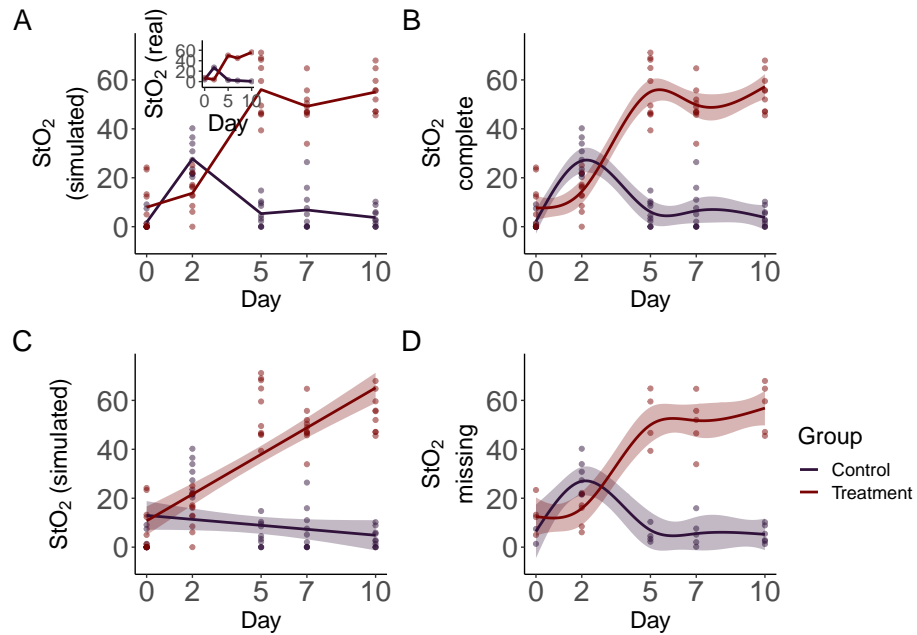 A
StO2 (simulated)
60
40
20
0
0 2 5 7 10
Day
StO2 (real)
60
40
20
0
0 5 10
Day
B
StO2
complete
60
40
20
0
0 2 5 7 10
Day
C
StO2 (simulated)
60
40
20
0
0 2 5 7 10
Day
D
StO2
missing
60
40
20
0
0 2 5 7 10
Day
Group
Control
Treatment